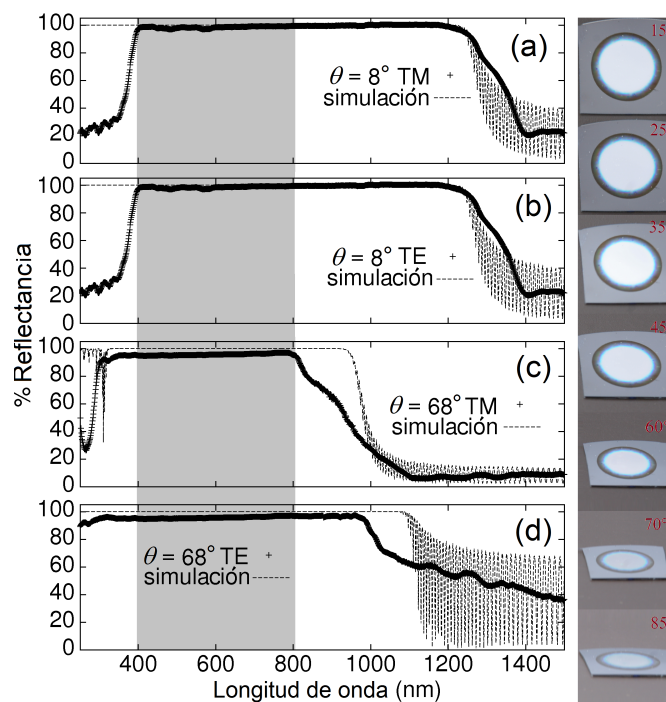 100
80
60
40
20
0
(a)
θ = 8° TM +
simulación
100
80
60
40
20
0
(b)
θ = 8° TE +
simulación
% Reflectancia
100
80
60
40
20
0
(c)
θ = 68° TM +
simulación
100
80
60
40
20
0
(d)
θ = 68° TE +
simulación
400 600 800 1000 1200 1400
Longitud de onda (nm)
15°
25°
35°
45°
60°
70°
85°